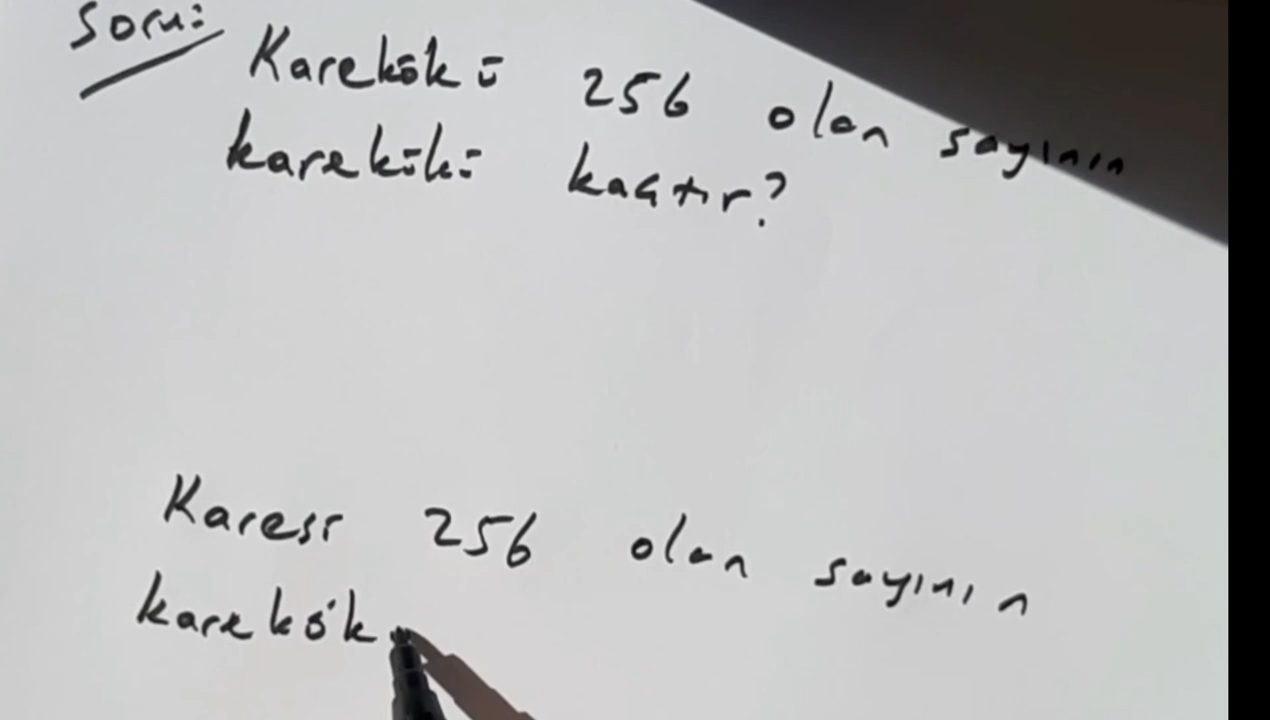 Soru:
Karekökü 256 olan sayının
karekökü kaçtır?
Karesi 256 olan sayının
karekök